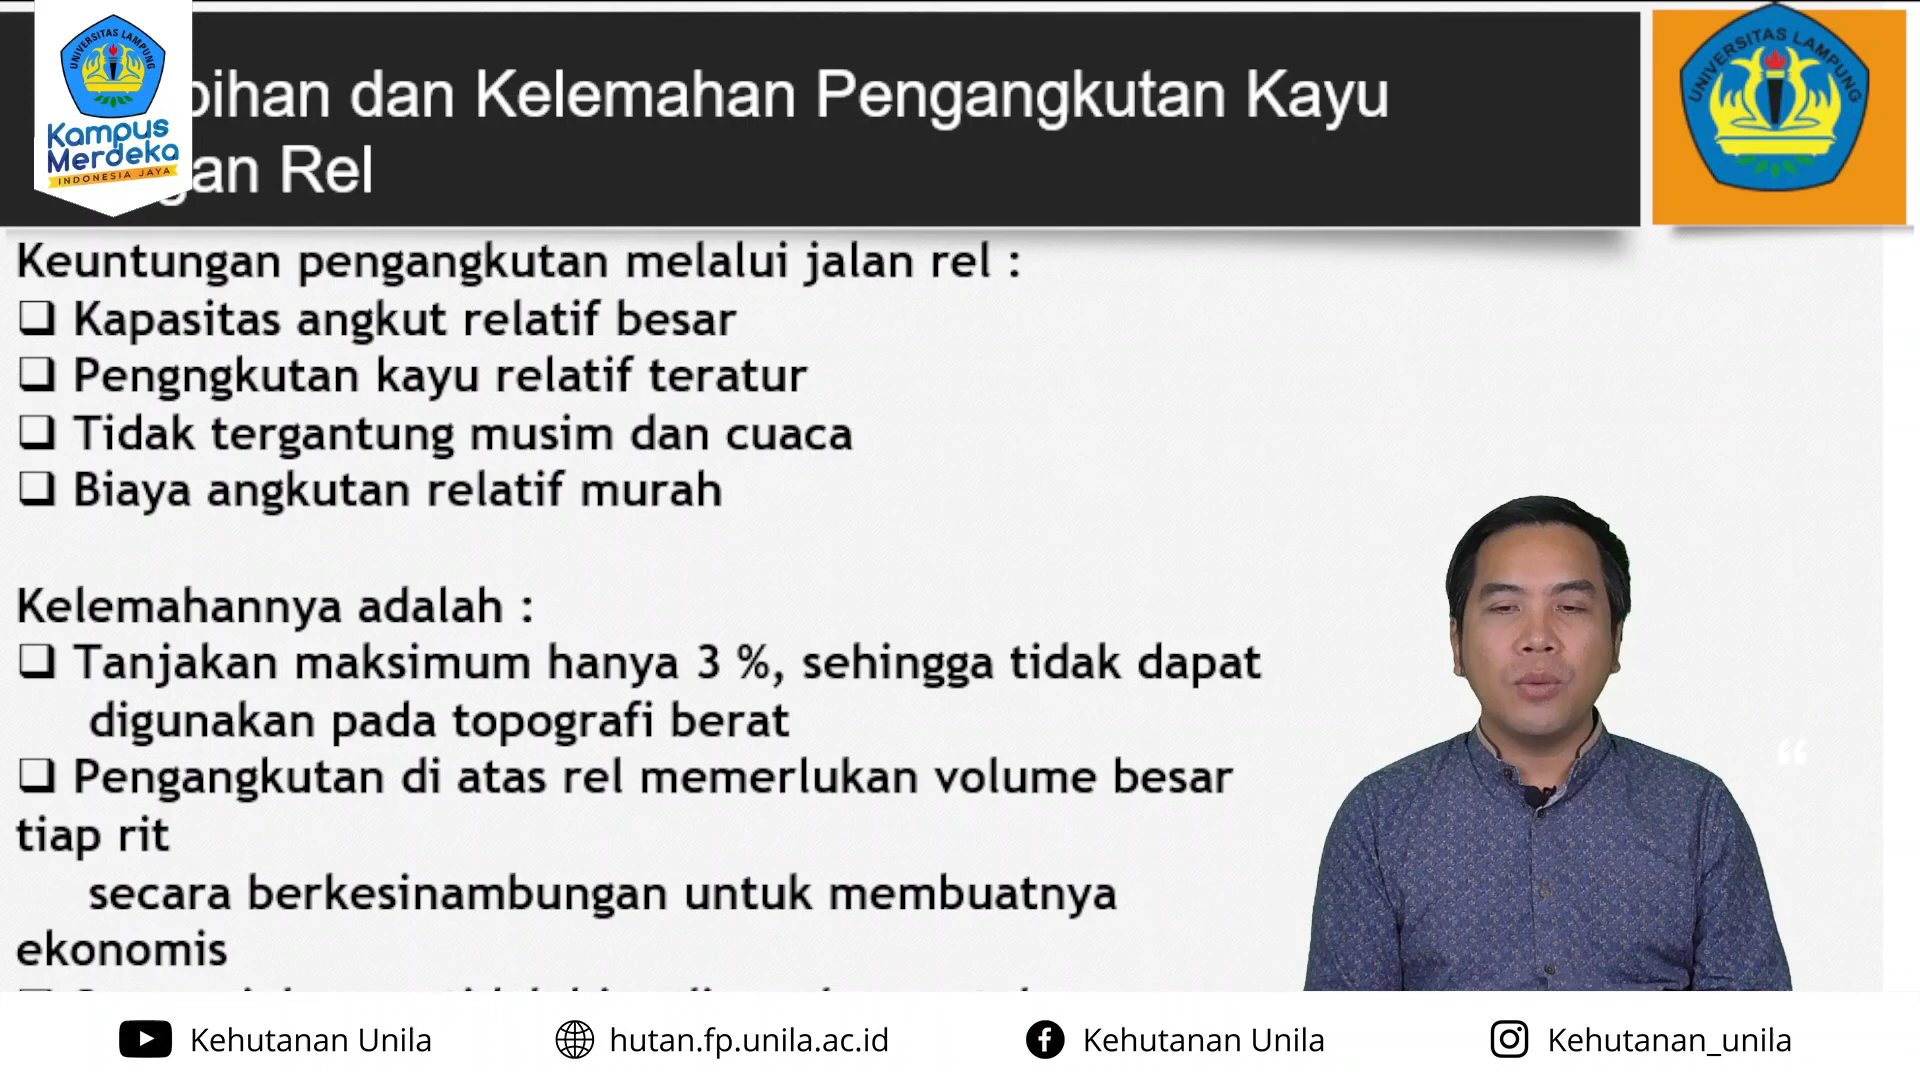 UNIVERSITAS LAMPUNG
Kampus
Merdeka
INDONESIA JAYA
dan Kelemahan Pengangkutan Kayu
Rel
UNIVERSITAS LAMPUNG
Keuntungan pengangkutan melalui jalan rel :
❑ Kapasitas angkut relatif besar
❑ Pengngkutan kayu relatif teratur
❑ Tidak tergantung musim dan cuaca
❑ Biaya angkutan relatif murah
Kelemahannya adalah :
❑ Tanjakan maksimum hanya 3 %, sehingga tidak dapat
digunakan pada topografi berat
❑ Pengangkutan di atas rel memerlukan volume besar
tiap rit
secara berkesinambungan untuk membuatnya
ekonomis
Kehutanan Unila
hutan.fp.unila.ac.id
Kehutanan Unila
Kehutanan_unila